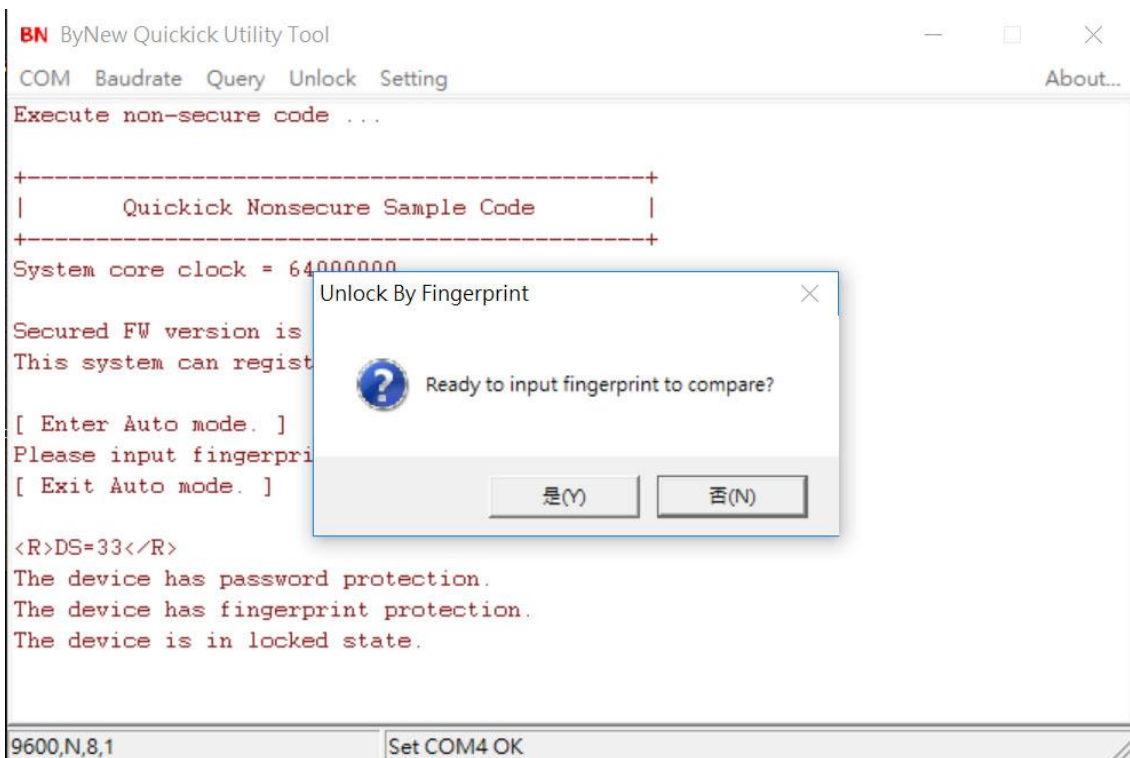 BN ByNew Quickick Utility Tool
COM Baudrate Query Unlock Setting About...
Execute non-secure code ...
+---------------------------------------------+
| Quickick Nonsecure Sample Code |
+---------------------------------------------+
System core clock = 64000000
Unlock By Fingerprint
Secured FW version is
This system can regist
Ready to input fingerprint to compare?
[ Enter Auto mode. ]
Please input fingerpri
[ Exit Auto mode. ]
是(Y) 否(N)
<R>DS=33</R>
The device has password protection.
The device has fingerprint protection.
The device is in locked state.
9600,N,8,1 Set COM4 OK